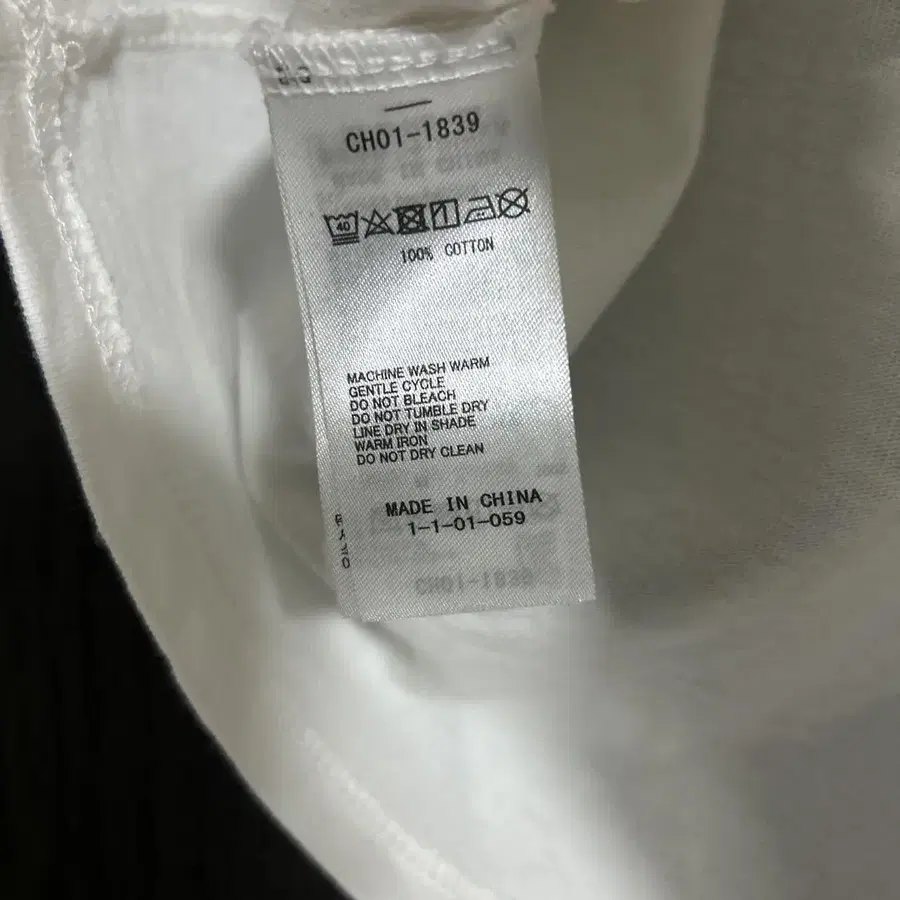 CH01-1839
40
100% COTTON
MACHINE WASH WARM
GENTLE CYCLE
DO NOT BLEACH
DO NOT TUMBLE DRY
LINE DRY IN SHADE
WARM IRON
DO NOT DRY CLEAN
MADE IN CHINA
1-1-01-059
CH01-1839